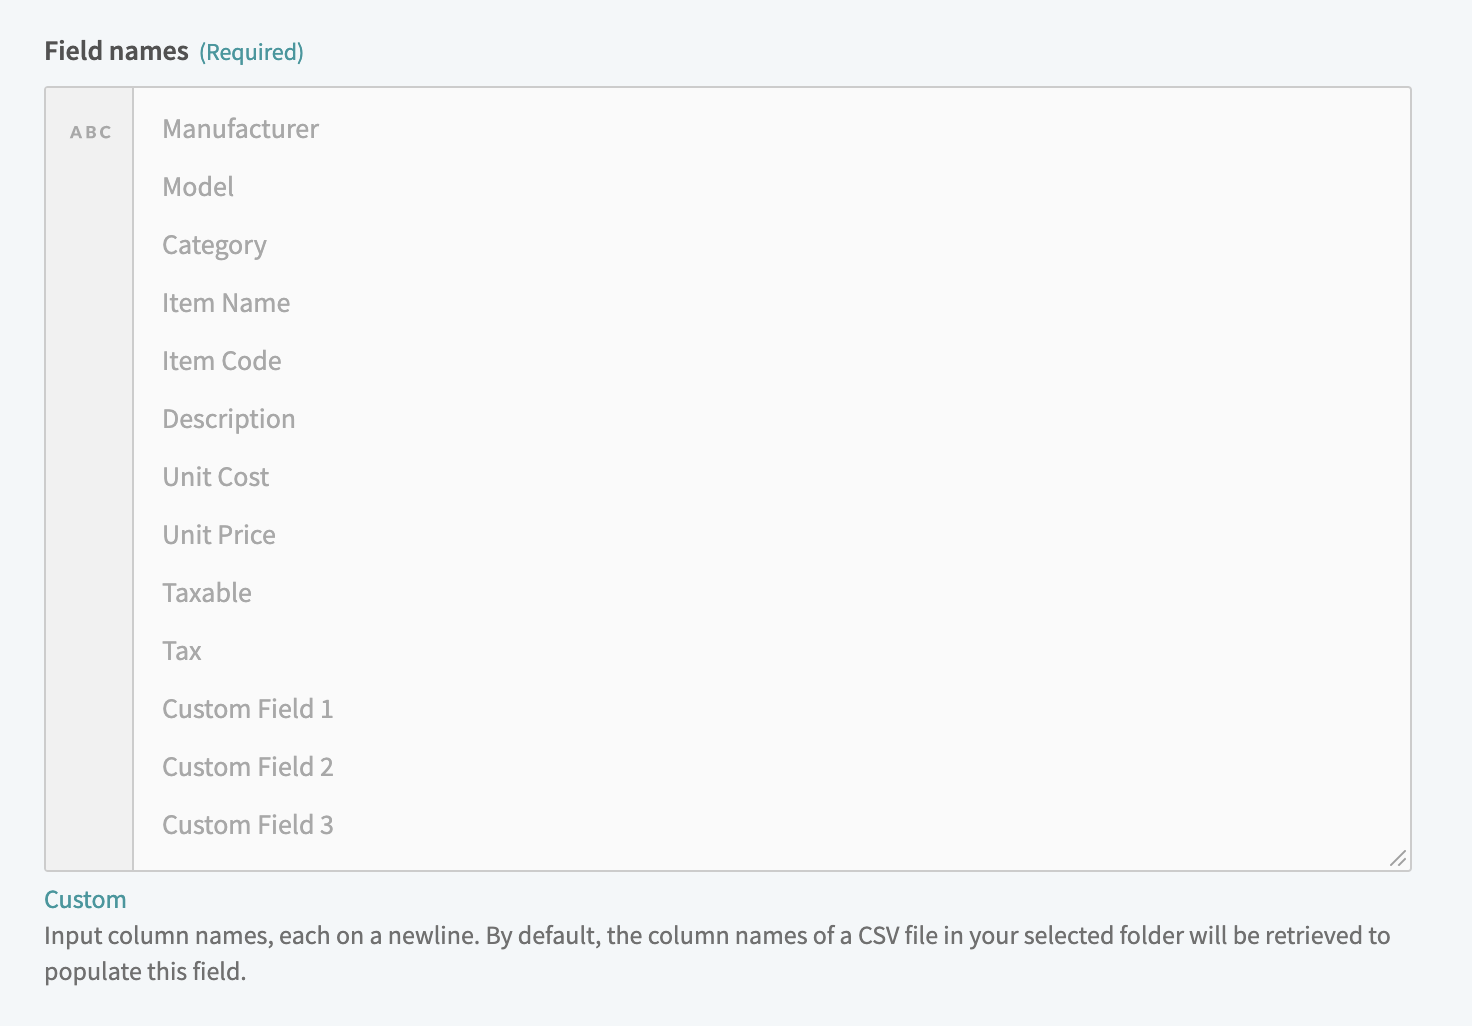 Field names (Required)
ABC
Manufacturer
Model
Category
Item Name
Item Code
Description
Unit Cost
Unit Price
Taxable
Tax
Custom Field 1
Custom Field 2
Custom Field 3
Custom
Input column names, each on a newline. By default, the column names of a CSV file in your selected folder will be retrieved to
populate this field.